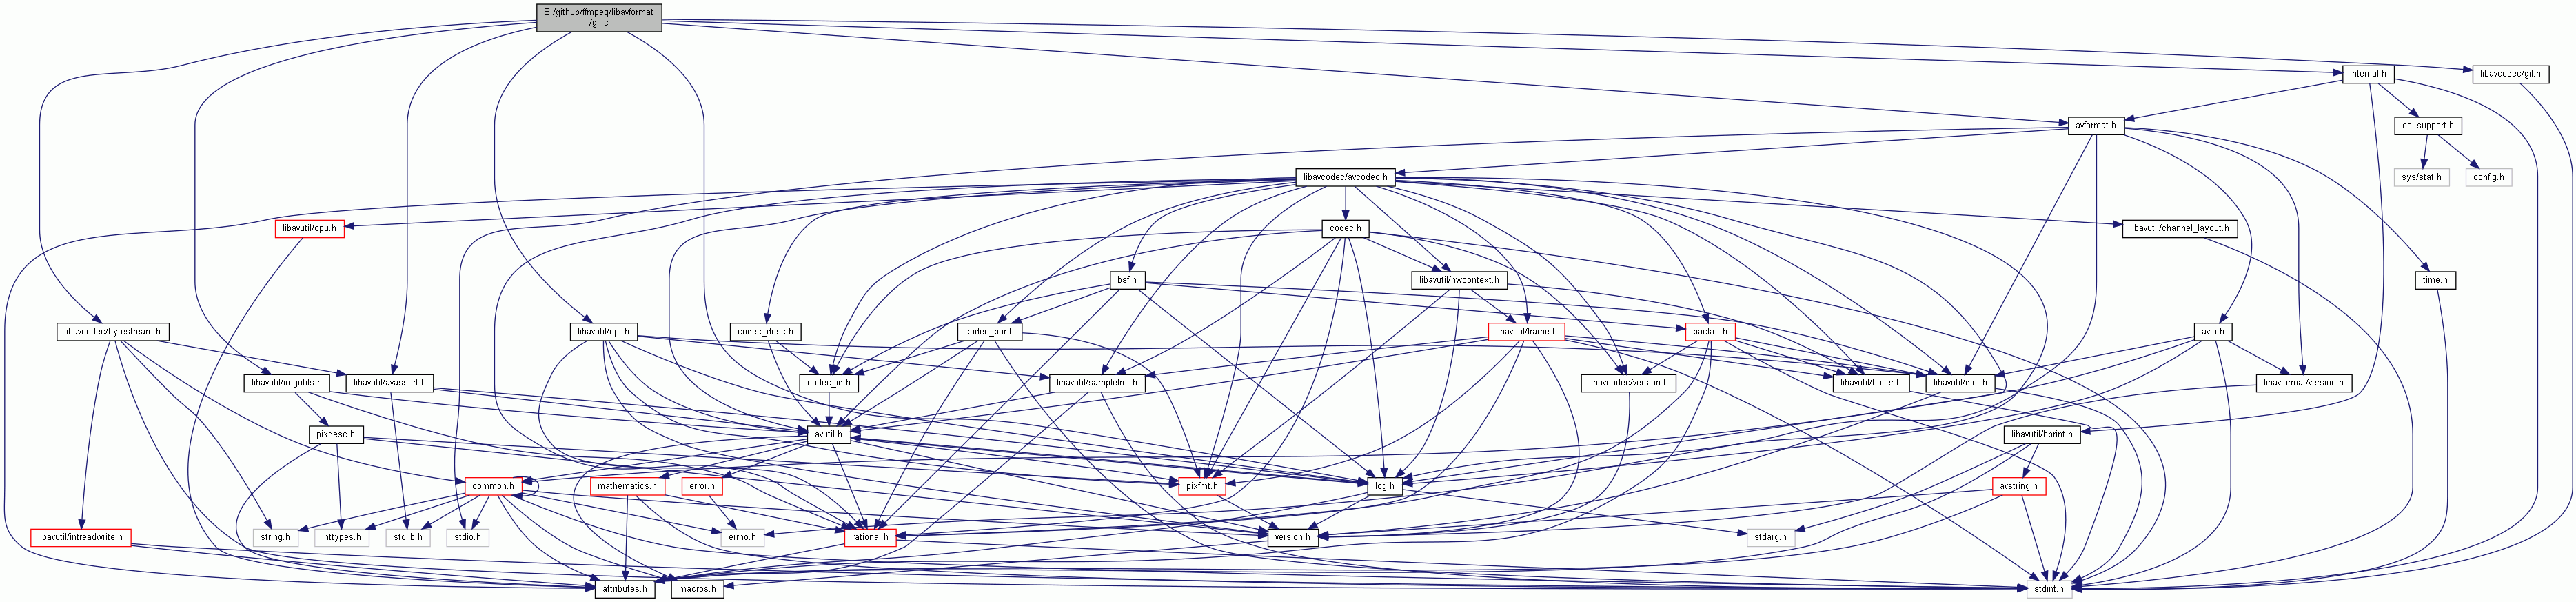 E:/github/ffmpeg/libavformat
/gif.c
internal.h
libavcodec/gif.h
avformat.h
os_support.h
libavcodec/avcodec.h
sys/stat.h
config.h
libavutil/cpu.h
codec.h
libavutil/channel_layout.h
bsf.h
libavutil/hwcontext.h
time.h
libavcodec/bytestream.h
libavutil/opt.h
codec_desc.h
codec_par.h
libavutil/frame.h
packet.h
avio.h
libavutil/imgutils.h
libavutil/avassert.h
codec_id.h
libavutil/samplefmt.h
libavcodec/version.h
libavutil/buffer.h
libavutil/dict.h
libavformat/version.h
pixdesc.h
avutil.h
libavutil/bprint.h
common.h
mathematics.h
error.h
pixfmt.h
log.h
avstring.h
libavutil/intreadwrite.h
string.h
inttypes.h
stdlib.h
stdio.h
errno.h
rational.h
version.h
stdarg.h
attributes.h
macros.h
stdint.h